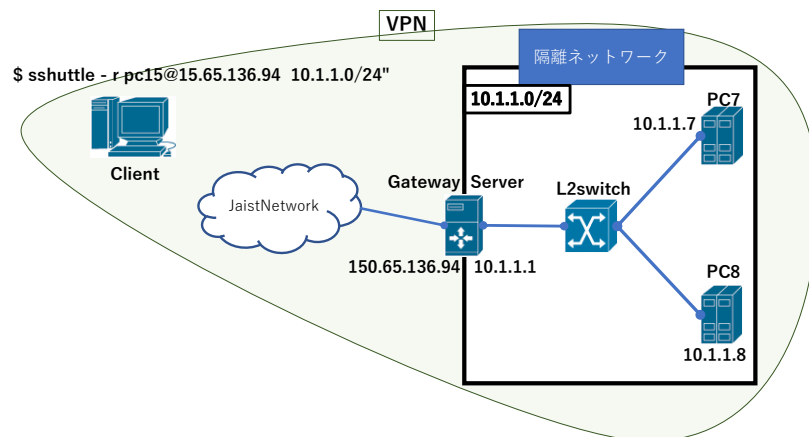 VPN
$ sshuttle - r pc15@15.65.136.94 10.1.1.0/24"
隔離ネットワーク
10.1.1.0/24
PC7
10.1.1.7
Client
Gateway Server
L2switch
JaistNetwork
150.65.136.94
10.1.1.1
PC8
10.1.1.8